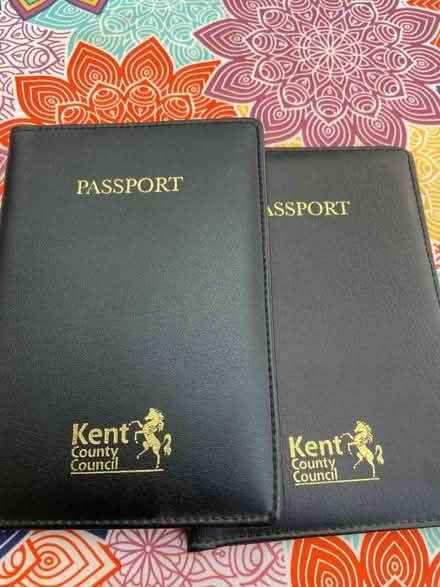 PASSPORT
Kent
County
Council
ASSPORT
Kent
County
Council